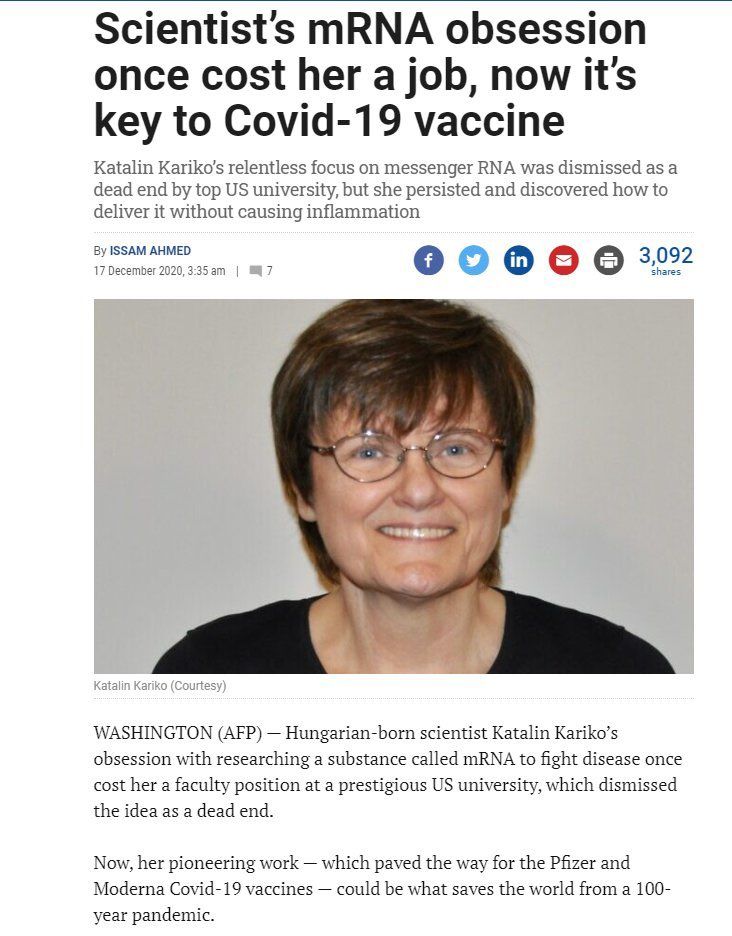 Scientist's mRNA obsession
once cost her a job, now it's
key to Covid-19 vaccine
Katalin Kariko's relentless focus on messenger RNA was dismissed as a
dead end by top US university, but she persisted and discovered how to
deliver it without causing inflammation
By ISSAM AHMED
17 December 2020, 3:35 am | 7
f
in
3,092
shares
Katalin Kariko (Courtesy)
WASHINGTON (AFP) — Hungarian-born scientist Katalin Kariko's
obsession with researching a substance called mRNA to fight disease once
cost her a faculty position at a prestigious US university, which dismissed
the idea as a dead end.
Now, her pioneering work — which paved the way for the Pfizer and
Moderna Covid-19 vaccines — could be what saves the world from a 100-
year pandemic.